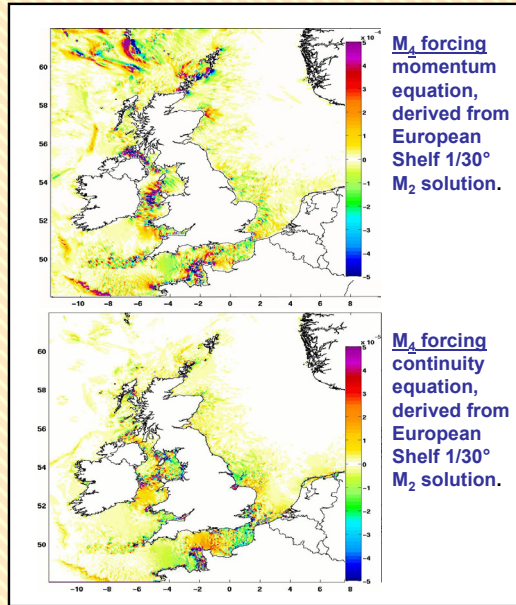 x 10⁻⁴
60
58
56
54
52
50
−10 −8 −6 −4 −2 0 2 4 6 8
5
4
3
2
1
0
−1
−2
−3
−4
−5
M₄ forcing
momentum
equation,
derived from
European
Shelf 1/30°
M₂ solution.
x 10⁻⁵
60
58
56
54
52
50
−10 −8 −6 −4 −2 0 2 4 6 8
5
4
3
2
1
0
−1
−2
−3
−4
−5
M₄ forcing
continuity
equation,
derived from
European
Shelf 1/30°
M₂ solution.